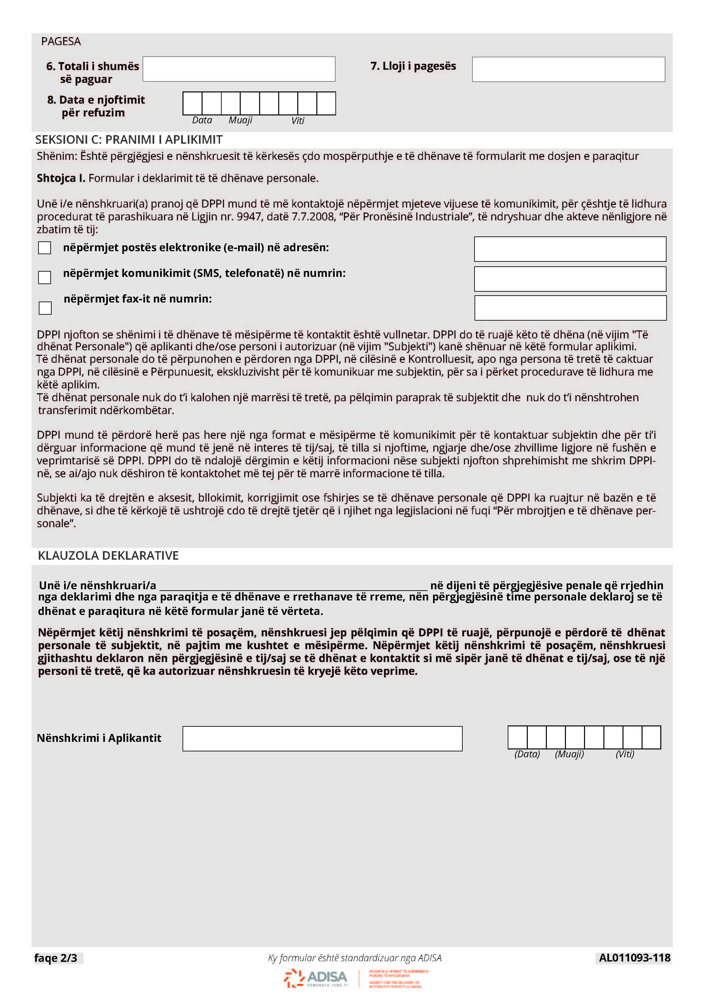 PAGESA
6. Totali i shumës
së paguar
7. Lloji i pagesës
8. Data e njoftimit
për refuzim
Data Muaji Viti
SEKSIONI C: PRANIMI I APLIKIMIT
Shënim: Është përgjëgjesi e nënshkruesit të kërkesës çdo mospërputhje e të dhënave të formularit me dosjen e paraqitur
Shtojca I. Formular i deklarimit të të dhënave personale.
Unë i/e nënshkruari(a) pranoj që DPPI mund të më kontaktojë nëpërmjet mjeteve vijuese të komunikimit, për çështje të lidhura
procedurat të parashikuara në Ligjin nr. 9947, datë 7.7.2008, “Për Pronësinë Industriale”, të ndryshuar dhe akteve nënligjore në
zbatim të tij:
nëpërmjet postës elektronike (e-mail) në adresën:
nëpërmjet komunikimit (SMS, telefonatë) në numrin:
nëpërmjet fax-it në numrin:
DPPI njofton se shënimi i të dhënave të mësipërme të kontaktit është vullnetar. DPPI do të ruajë këto të dhëna (në vijim "Të
dhënat Personale") që aplikanti dhe/ose personi i autorizuar (në vijim "Subjekti") kanë shënuar në këtë formular aplikimi.
Të dhënat personale do të përpunohen e përdoren nga DPPI, në cilësinë e Kontrolluesit, apo nga persona të tretë të caktuar
nga DPPI, në cilësinë e Përpunuesit, ekskluzivisht për të komunikuar me subjektin, për sa i përket procedurave të lidhura me
këtë aplikim.
Të dhënat personale nuk do t’i kalohen një marrësi të tretë, pa pëlqimin paraprak të subjektit dhe nuk do t’i nënshtrohen
transferimit ndërkombëtar.
DPPI mund të përdorë herë pas here një nga format e mësipërme të komunikimit për të kontaktuar subjektin dhe për ti’i
dërguar informacione që mund të jenë në interes të tij/saj, të tilla si njoftime, ngjarje dhe/ose zhvillime ligjore në fushën e
veprimtarisë së DPPI. DPPI do të ndalojë dërgimin e këtij informacioni nëse subjekti njofton shprehimisht me shkrim DPPI-
në, se ai/ajo nuk dëshiron të kontaktohet më tej për të marrë informacione të tilla.
Subjekti ka të drejtën e aksesit, bllokimit, korrigjimit ose fshirjes se të dhënave personale që DPPI ka ruajtur në bazën e të
dhënave, si dhe të kërkojë të ushtrojë cdo të drejtë tjetër që i njihet nga legjislacioni në fuqi “Për mbrojtjen e të dhënave per-
sonale”.
KLAUZOLA DEKLARATIVE
Unë i/e nënshkruari/a ______ në dijeni të përgjegjësive penale që rrjedhin
nga deklarimi dhe nga paraqitja e të dhënave e rrethanave të rreme, nën përgjegjësinë time personale deklaroj se të
dhënat e paraqitura në këtë formular janë të vërteta.
Nëpërmjet këtij nënshkrimi të posaçëm, nënshkruesi jep pëlqimin që DPPI të ruajë, përpunojë e përdorë të dhënat
personale të subjektit, në pajtim me kushtet e mësipërme. Nëpërmjet këtij nënshkrimi të posaçëm, nënshkruesi
gjithashtu deklaron nën përgjegjësinë e tij/saj se të dhënat e kontaktit si më sipër janë të dhënat e tij/saj, ose të një
personi të tretë, që ka autorizuar nënshkruesin të kryejë këto veprime.
Nënshkrimi i Aplikantit
(Data) (Muaji) (Viti)
faqe 2/3
Ky formular është standardizuar nga ADISA
AL011093-118
ADISA
VËMENDJA JONË, TI
AGJENCIA E OFRIMIT TË SHËRBIMEVE
PUBLIKE TË INTEGRUARA
AGENCY FOR THE DELIVERY OF
INTEGRATED SERVICES ALBANIA